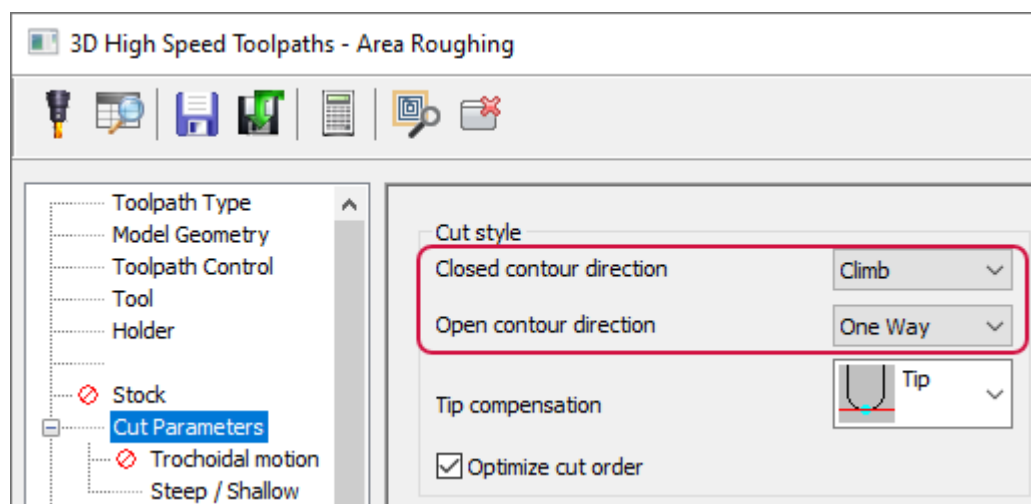 3D High Speed Toolpaths - Area Roughing
Toolpath Type
Model Geometry
Toolpath Control
Tool
Holder
Stock
Cut Parameters
Trochoidal motion
Steep / Shallow
Cut style
Closed contour direction
Climb
Open contour direction
One Way
Tip compensation
Tip
Optimize cut order